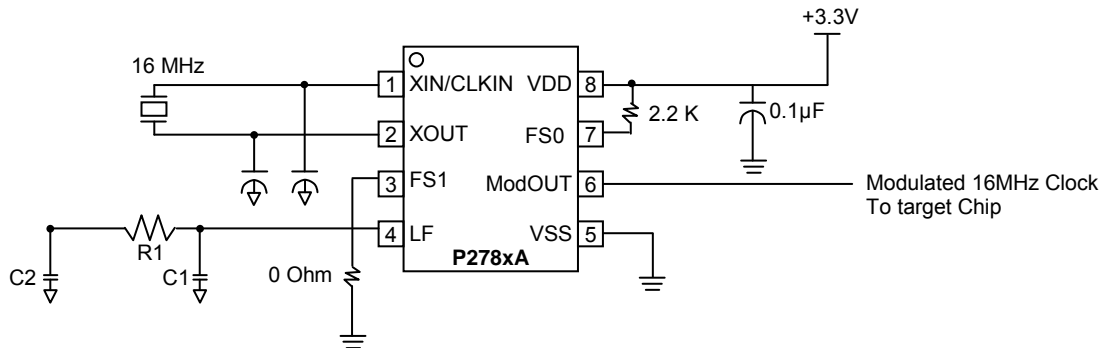 +3.3V
16 MHz
1 XIN/CLKIN VDD 8
2.2 K
0.1µF
2 XOUT FS0 7
3 FS1 ModOUT 6
Modulated 16MHz Clock
To target Chip
4 LF VSS 5
R1
P278xA
C2
C1
0 Ohm